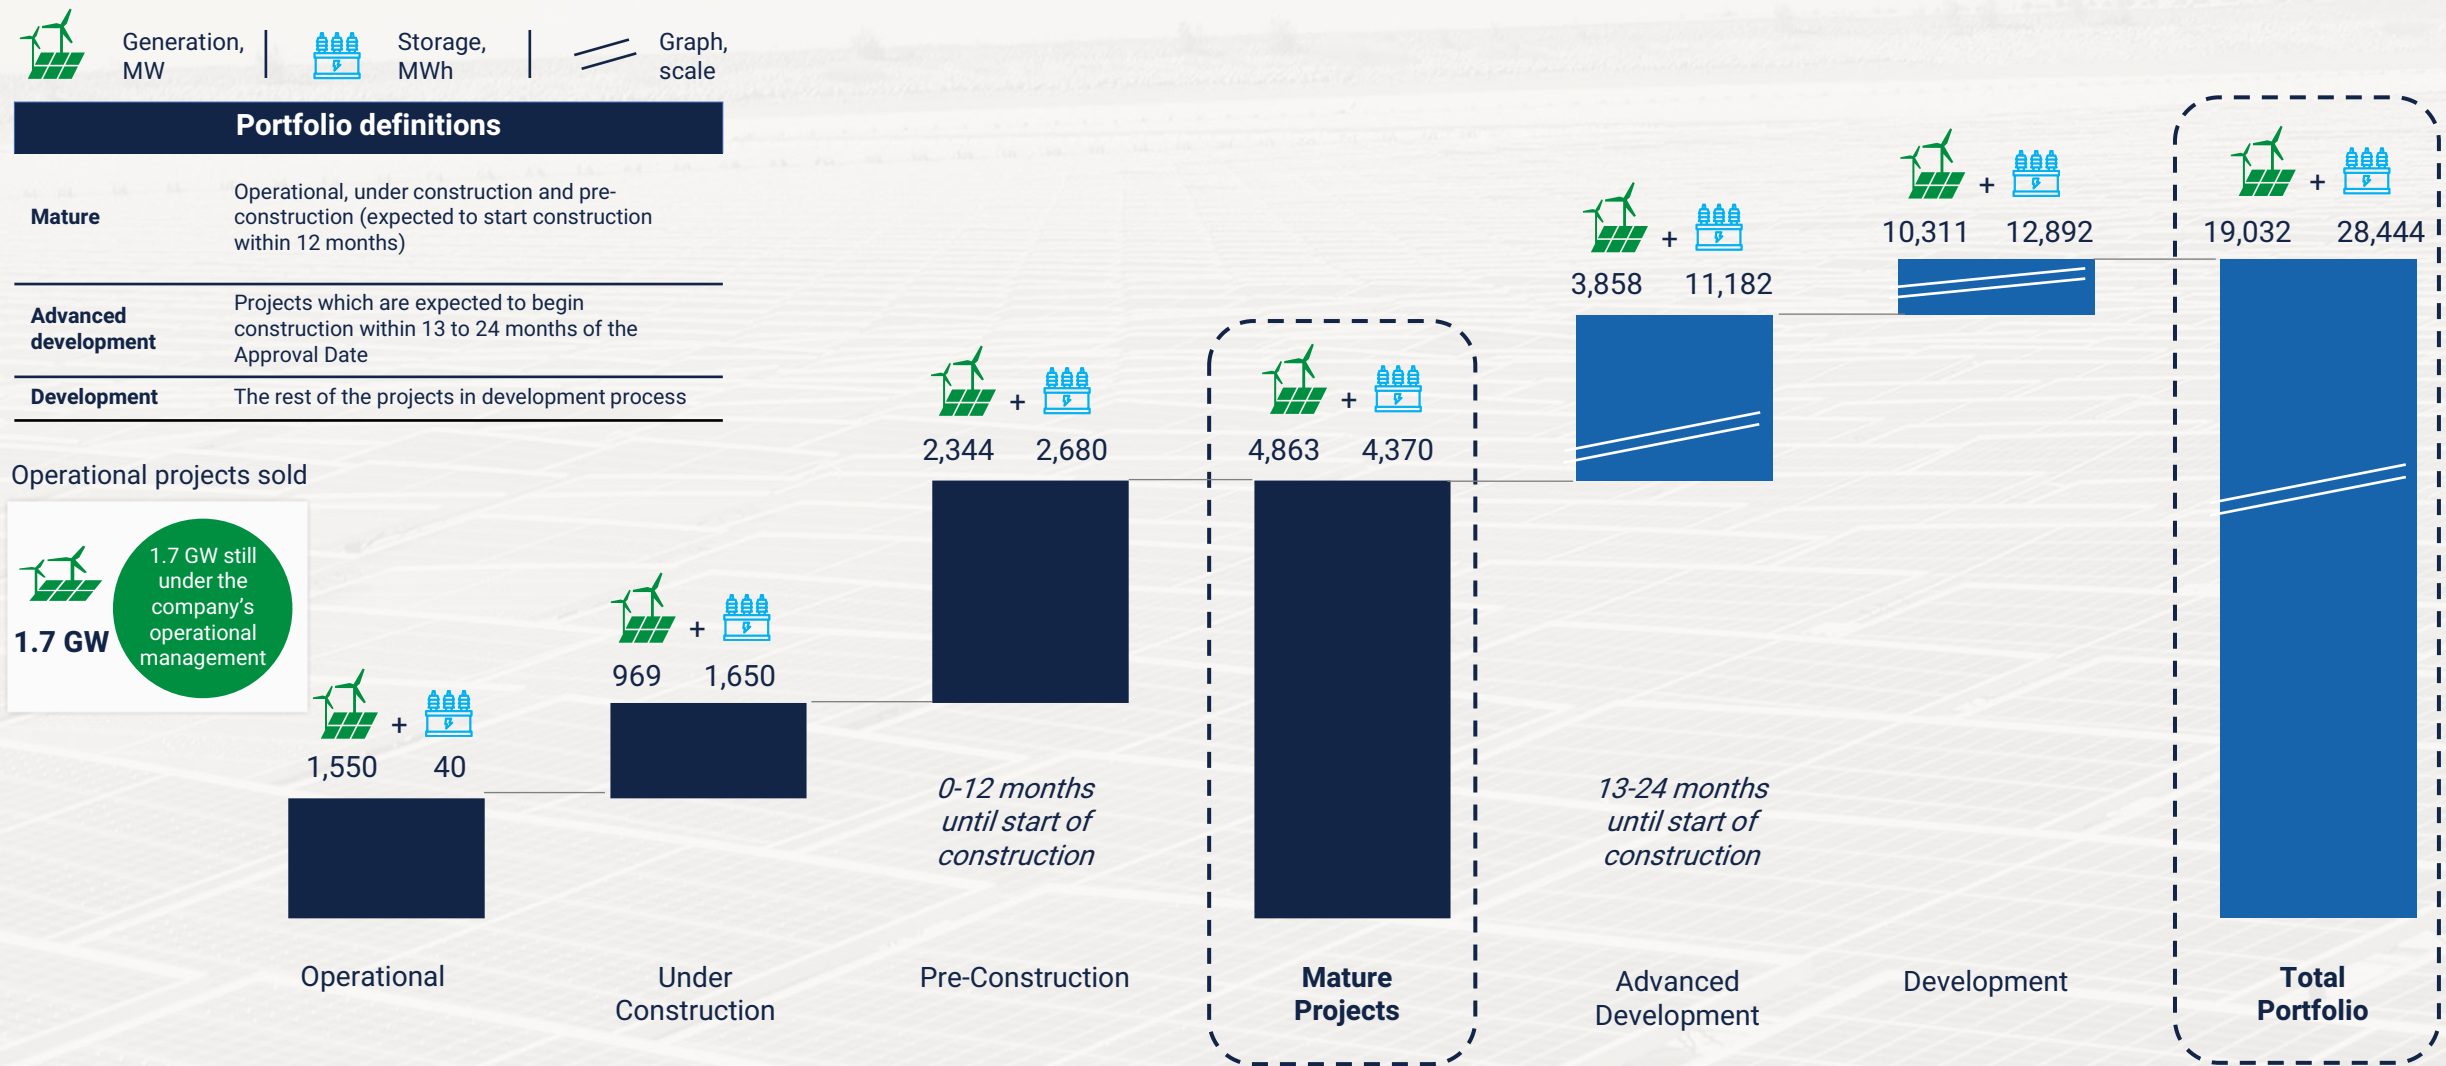 Generation,
MW
Storage,
MWh
Graph,
scale
Portfolio definitions
Mature
Operational, under construction and pre-
construction (expected to start construction
within 12 months)
Advanced
development
Projects which are expected to begin
construction within 13 to 24 months of the
Approval Date
Development
The rest of the projects in development process
Operational projects sold
1.7 GW
1.7 GW still
under the
company's
operational
management
+
1,550 40
+
969 1,650
+
2,344 2,680
0-12 months
until start of
construction
+
4,863 4,370
+
3,858 11,182
13-24 months
until start of
construction
+
10,311 12,892
+
19,032 28,444
Operational
Under
Construction
Pre-Construction
Mature
Projects
Advanced
Development
Development
Total
Portfolio